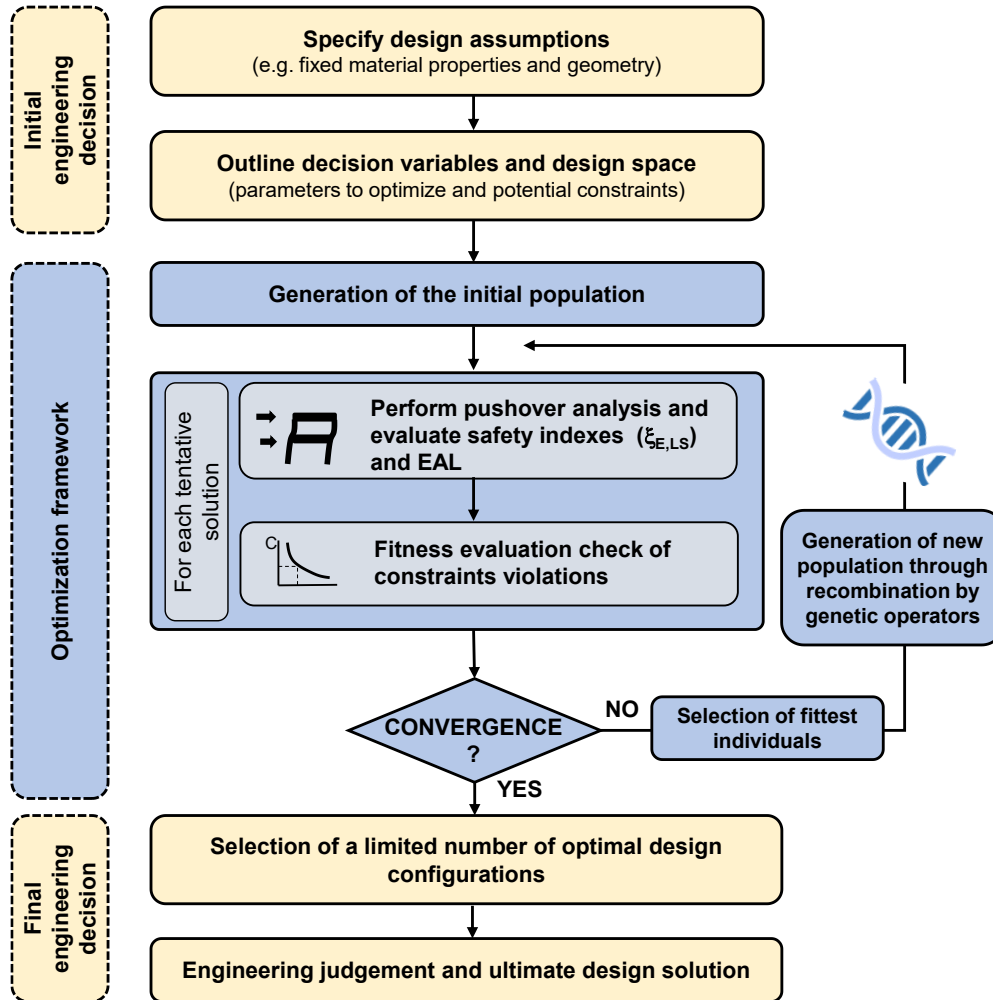 Initial
engineering
decision
Specify design assumptions
(e.g. fixed material properties and geometry)
Outline decision variables and design space
(parameters to optimize and potential constraints)
Optimization framework
Generation of the initial population
For each tentative
solution
Perform pushover analysis and
evaluate safety indexes (ξE,LS)
and EAL
C
Fitness evaluation check of
constraints violations
Generation of new
population through
recombination by
genetic operators
CONVERGENCE
?
NO
Selection of fittest
individuals
YES
Final
engineering
decision
Selection of a limited number of optimal design
configurations
Engineering judgement and ultimate design solution